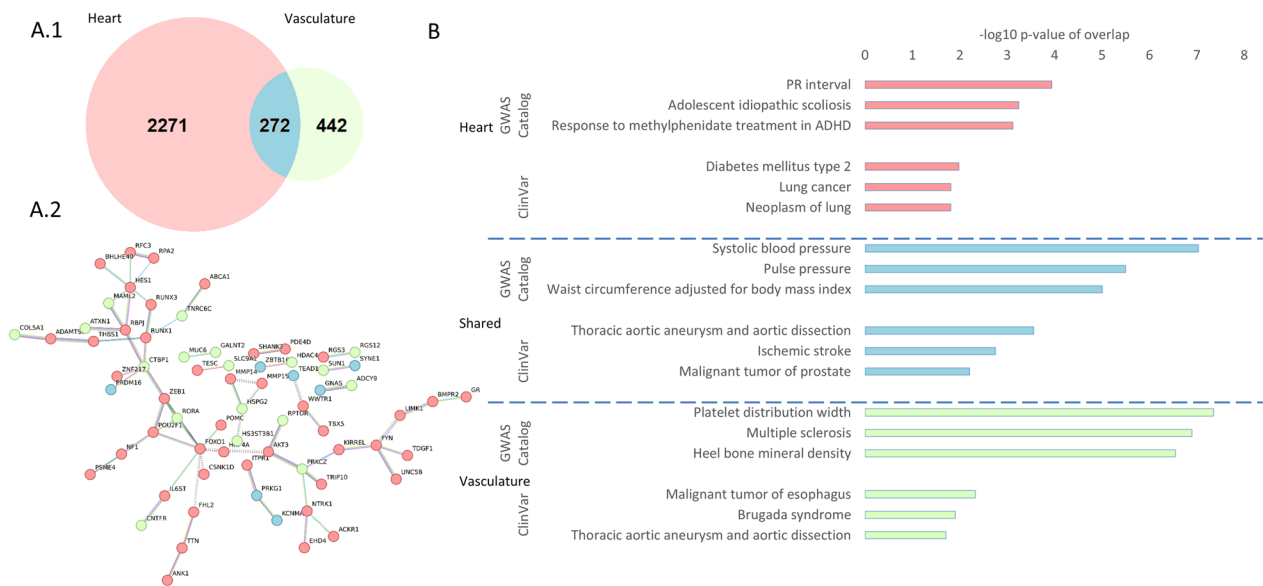 A.1
Heart
Vasculature
2271
272
442
A.2
RFC3
RPA2
BHLHE40
HES1
ABCA1
MAML2
RUNX3
TNRC6C
ATXN1
RBPJ
COL5A1
ADAMTS
THBS1
RUNX1
CTBP1
ZNF217
PRDM16
MUC6
GALNT2
SHANK2
PDE4D
RGS3
RGS12
TESC
SLC9A1
ZBTB16
HDAC4
SUN1
SYNE1
MMP14
MMP15
TEAD1
GNAS
ADCY9
ZEB1
RORA
HSPG2
WWTR1
BMPR2
GR
LIMK1
POU2F1
POMC
RPTOR
TBX5
NF1
FOXO1
HS3ST3B1
AKT3
KIRREL
FYN
PSME4
CSNK1D
ITPR1
PRKCZ
TDGF1
UNC5B
TRIP10
IL6ST
PRKG1
CNTFR
FHL2
KCNMA
NTRK1
ACKR1
TTN
EHD4
ANK1
B
-log10 p-value of overlap
0 1 2 3 4 5 6 7 8
Heart
GWAS
Catalog
PR interval
Adolescent idiopathic scoliosis
Response to methylphenidate treatment in ADHD
ClinVar
Diabetes mellitus type 2
Lung cancer
Neoplasm of lung
Shared
GWAS
Catalog
Systolic blood pressure
Pulse pressure
Waist circumference adjusted for body mass index
ClinVar
Thoracic aortic aneurysm and aortic dissection
Ischemic stroke
Malignant tumor of prostate
Vasculature
GWAS
Catalog
Platelet distribution width
Multiple sclerosis
Heel bone mineral density
ClinVar
Malignant tumor of esophagus
Brugada syndrome
Thoracic aortic aneurysm and aortic dissection